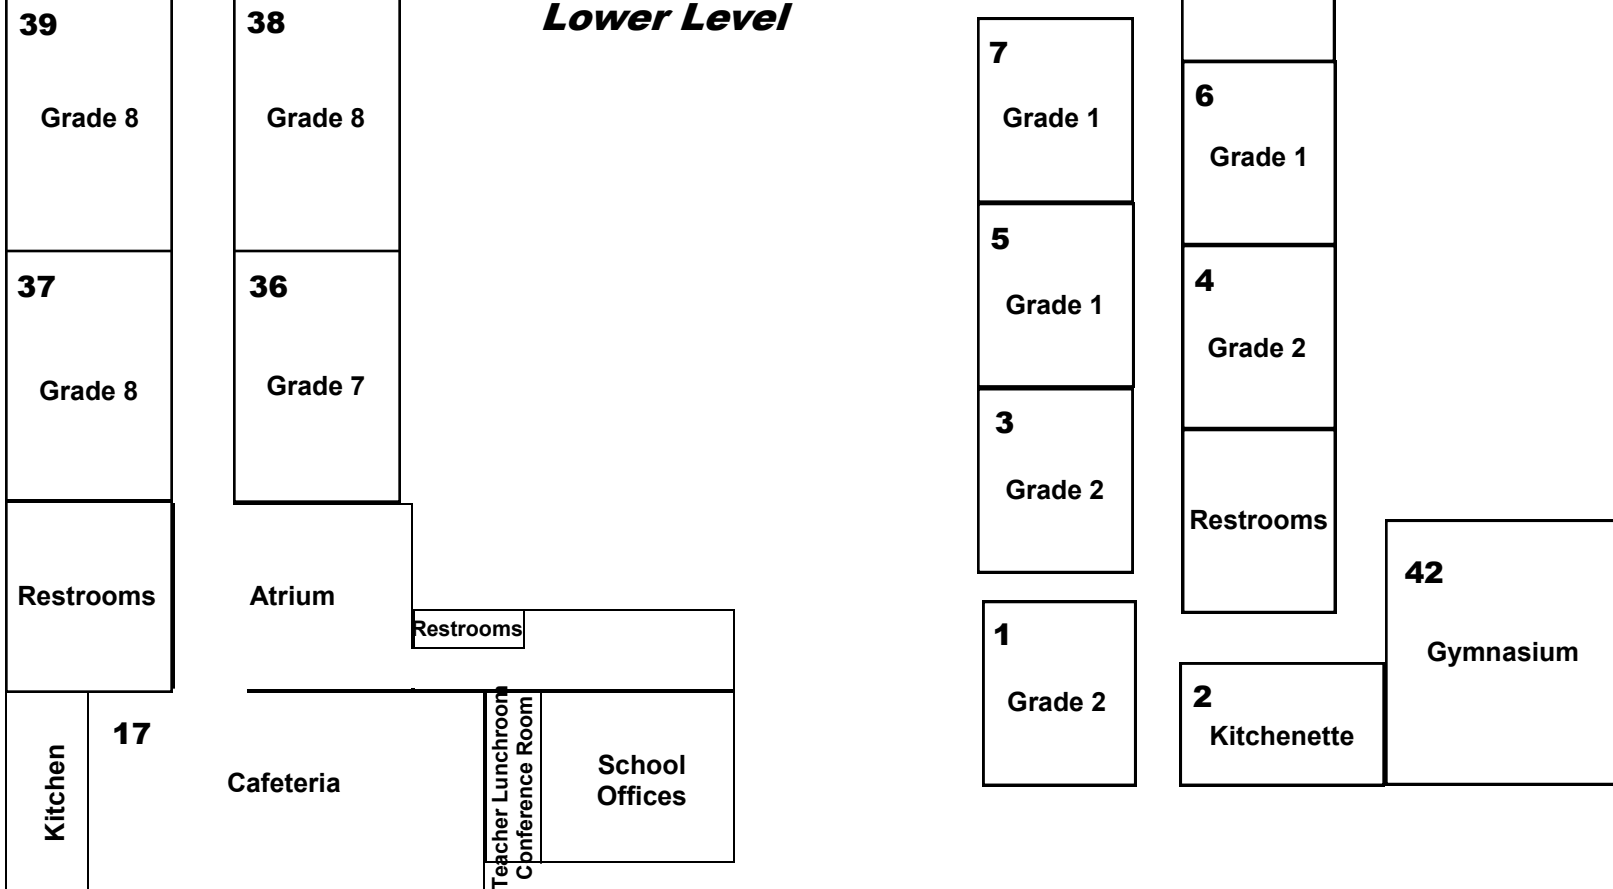 Lower Level
39
Grade 8
38
Grade 8
37
Grade 8
36
Grade 7
Restrooms
Atrium
Restrooms
Kitchen
17
Cafeteria
Teacher Lunchroom
Conference Room
School
Offices
7
Grade 1
6
Grade 1
5
Grade 1
4
Grade 2
3
Grade 2
Restrooms
1
Grade 2
2
Kitchenette
42
Gymnasium